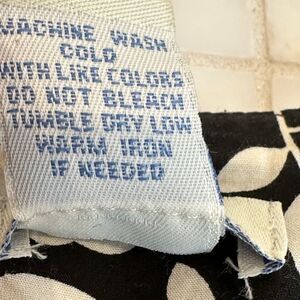 MACHINE WASH
COLD
WITH LIKE COLORS
DO NOT BLEACH
TUMBLE DRY LOW
WARM IRON
IF NEEDED